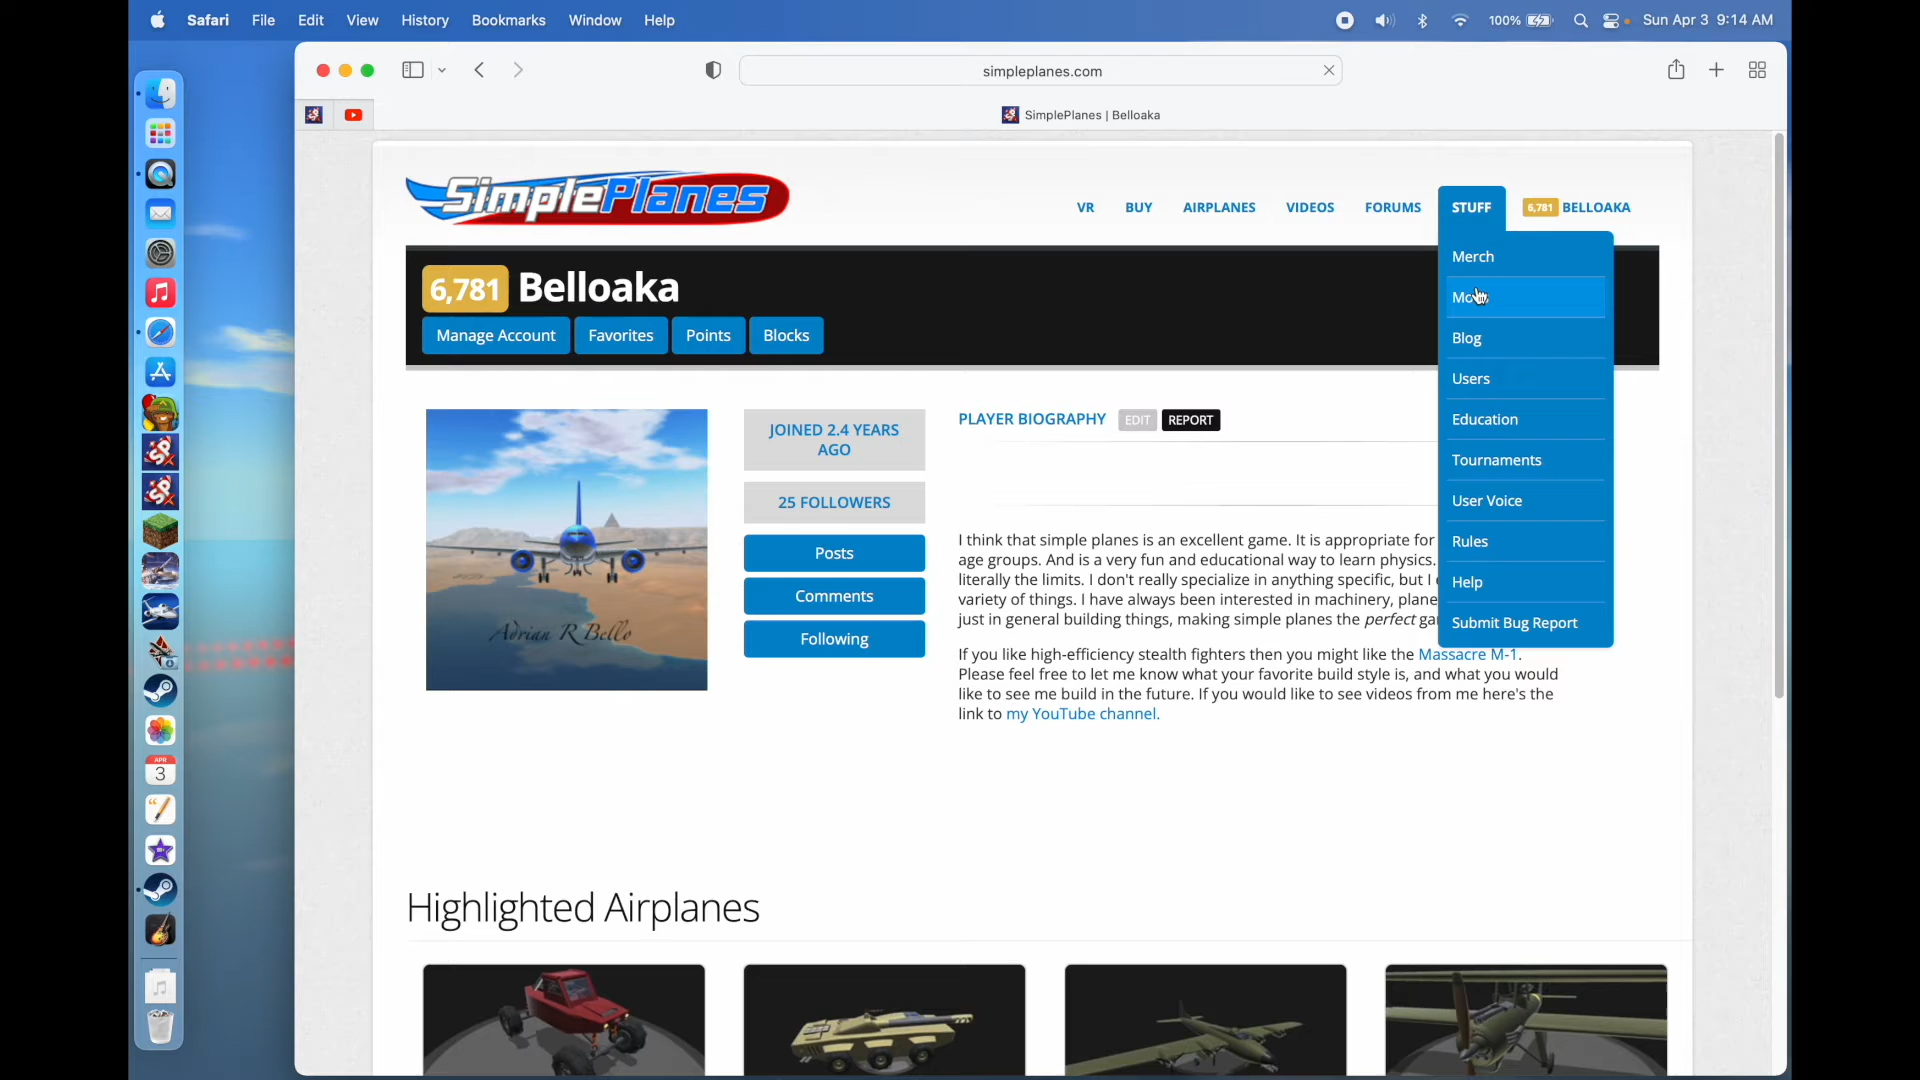 Safari File Edit View History Bookmarks Window Help 100% Sun Apr 3 9:14 AM
simpleplanes.com
SimplePlanes | Belloaka
SimplePlanes
VR BUY AIRPLANES VIDEOS FORUMS STUFF 6,781 BELLOAKA
Merch
Blog
Users
Education
Tournaments
User Voice
Rules
Help
Submit Bug Report
6,781 Belloaka
Manage Account Favorites Points Blocks
Adrian R Bello
JOINED 2.4 YEARS
AGO
25 FOLLOWERS
Posts
Comments
Following
PLAYER BIOGRAPHY EDIT REPORT
I think that simple planes is an excellent game. It is appropriate for
age groups. And is a very fun and educational way to learn physics.
literally the limits. I don't really specialize in anything specific, but I
variety of things. I have always been interested in machinery, plane
just in general building things, making simple planes the perfect ga
If you like high-efficiency stealth fighters then you might like the Massacre M-1.
Please feel free to let me know what your favorite build style is, and what you would
like to see me build in the future. If you would like to see videos from me here's the
link to my YouTube channel.
Highlighted Airplanes
SP
SP
APR
3